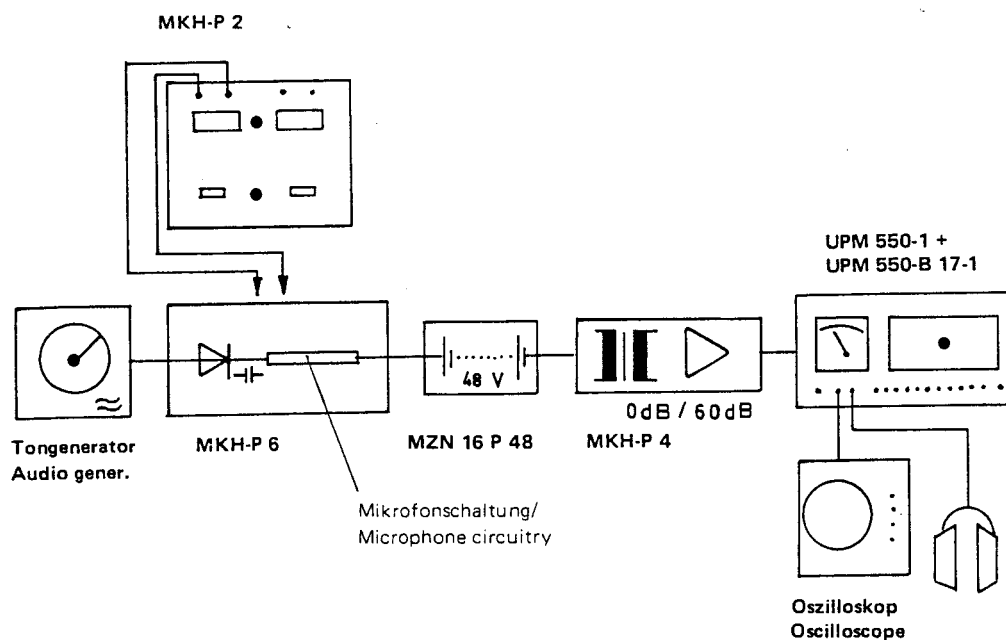 MKH-P 2
UPM 550-1 +
UPM 550-B 17-1
48 V
0dB / 60dB
Tongenerator
Audio gener.
MKH-P 6
MZN 16 P 48
MKH-P 4
Mikrofonschaltung/
Microphone circuitry
Oszilloskop
Oscilloscope